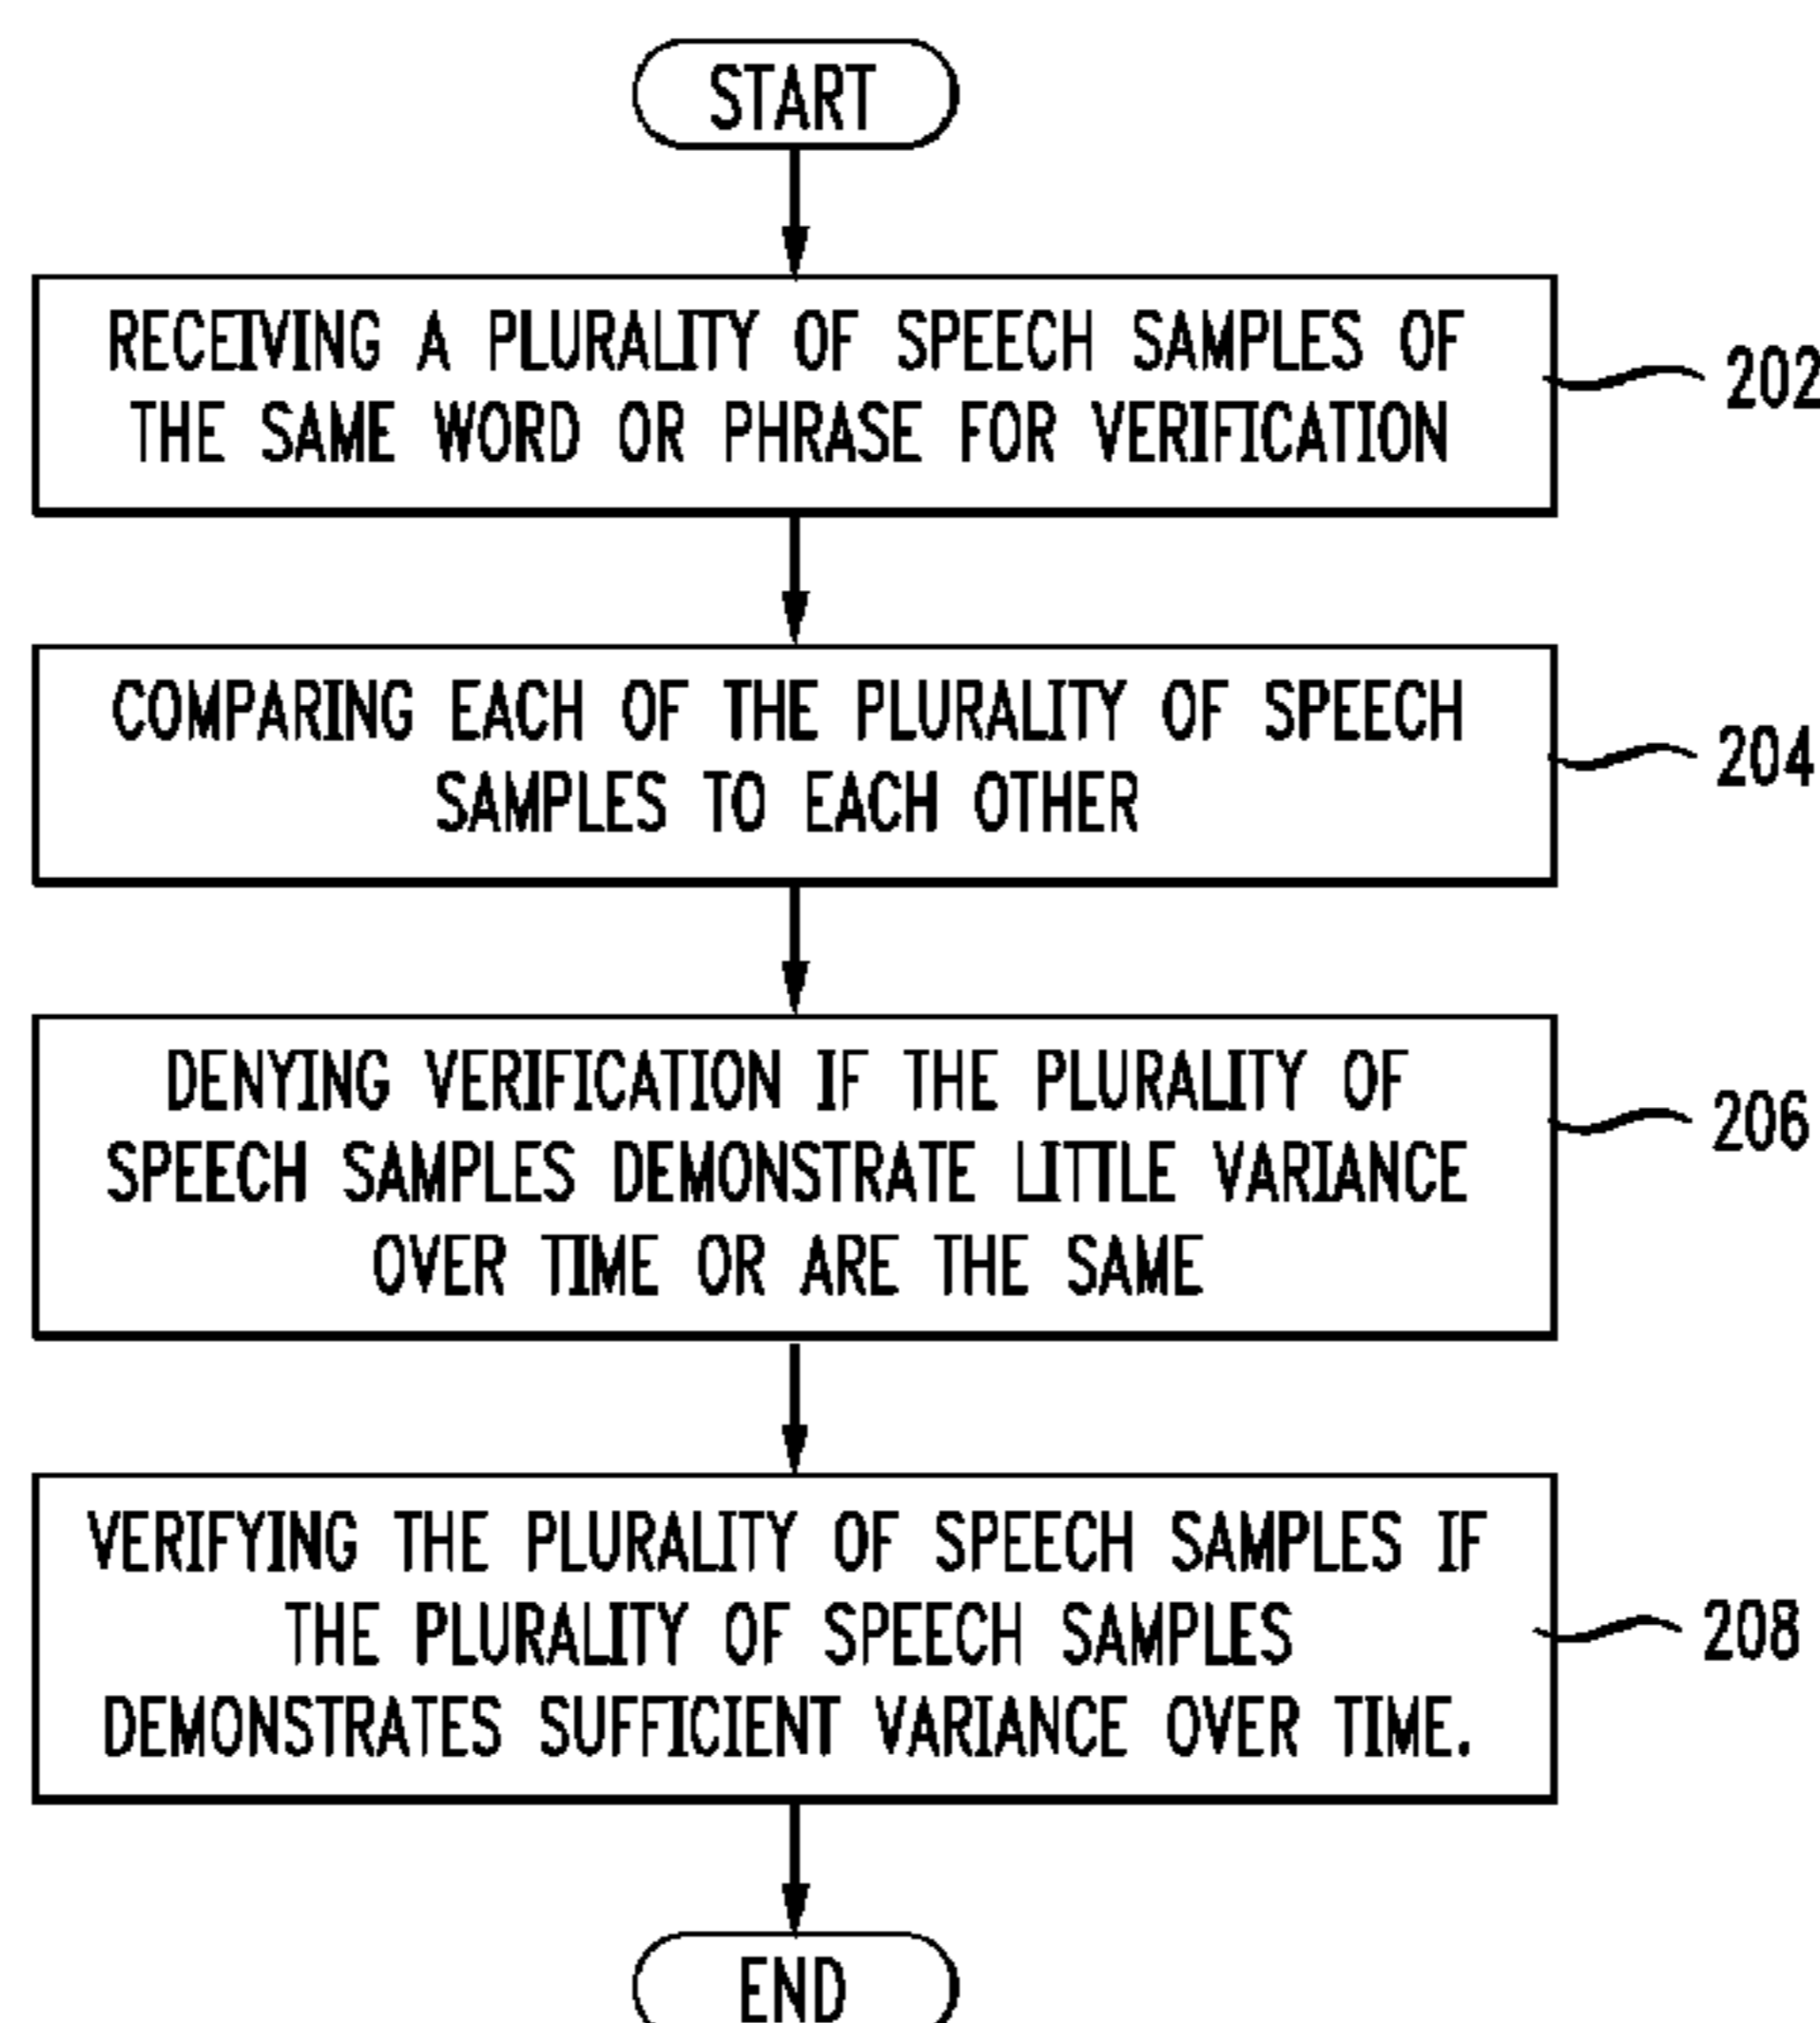 START
RECEIVING A PLURALITY OF SPEECH SAMPLES OF
THE SAME WORD OR PHRASE FOR VERIFICATION
202
COMPARING EACH OF THE PLURALITY OF SPEECH
SAMPLES TO EACH OTHER
204
DENYING VERIFICATION IF THE PLURALITY OF
SPEECH SAMPLES DEMONSTRATE LITTLE VARIANCE
OVER TIME OR ARE THE SAME
206
VERIFYING THE PLURALITY OF SPEECH SAMPLES IF
THE PLURALITY OF SPEECH SAMPLES
DEMONSTRATES SUFFICIENT VARIANCE OVER TIME.
208
END